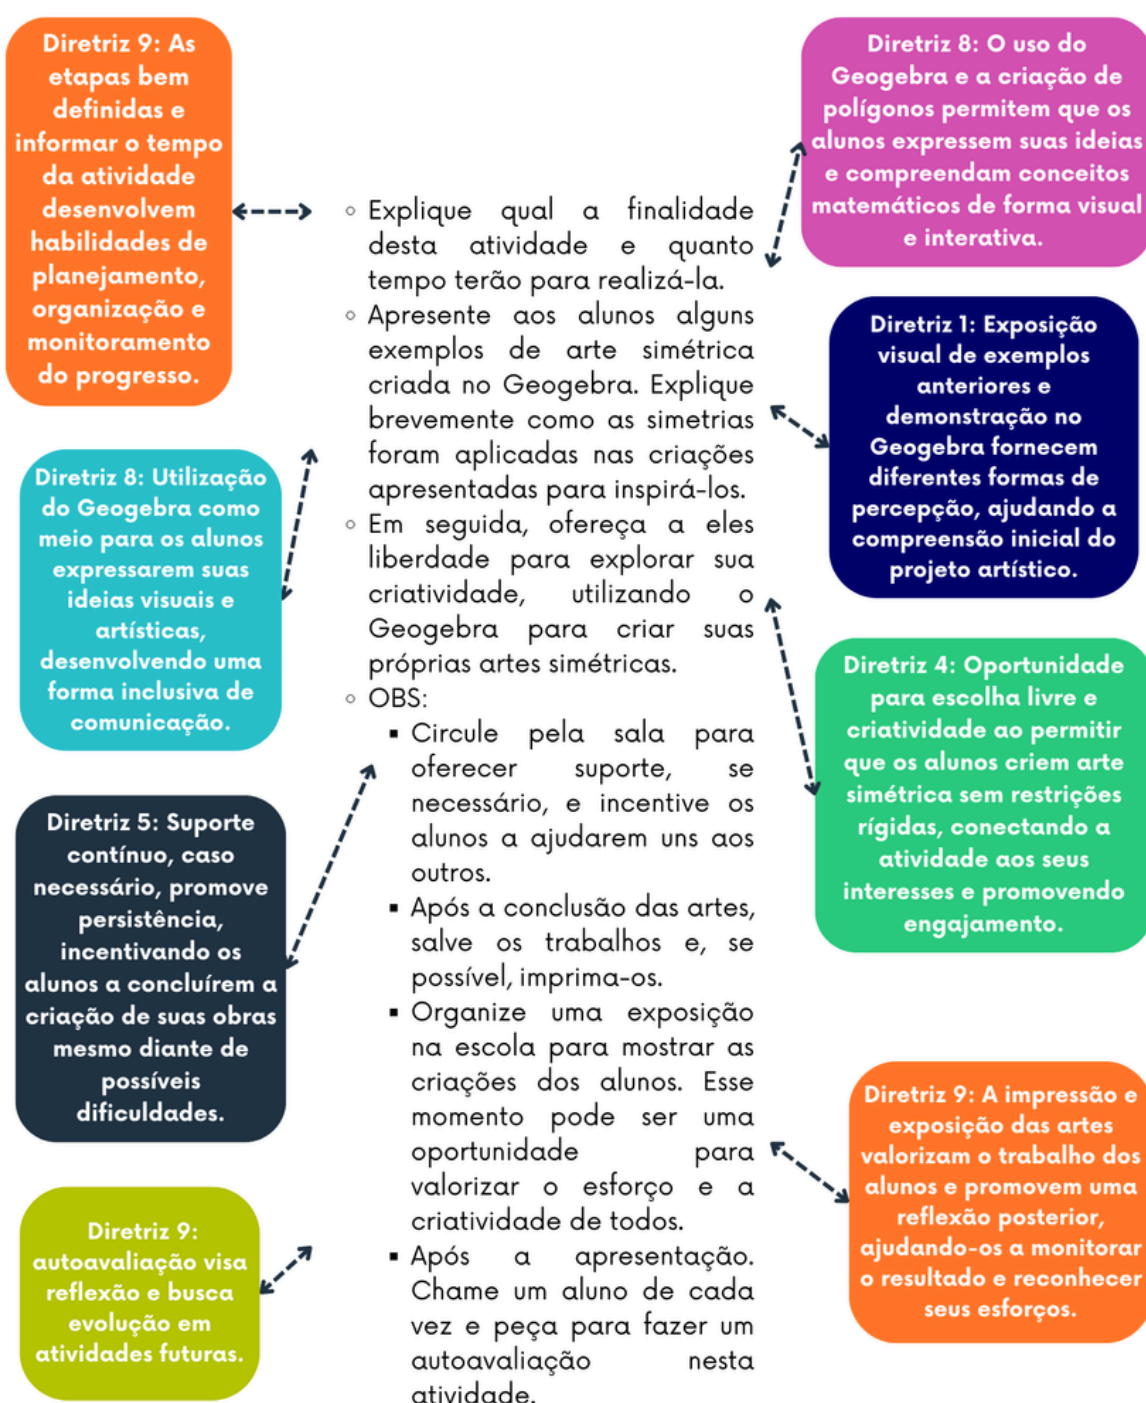 Diretriz 9: As
etapas bem
definidas e
informar o tempo
da atividade
desenvolvem
habilidades de
planejamento,
organização e
monitoramento
do progresso.
Diretriz 8: Utilização
do Geogebra como
meio para os alunos
expressarem suas
ideias visuais e
artísticas,
desenvolvendo uma
forma inclusiva de
comunicação.
Diretriz 5: Suporte
contínuo, caso
necessário, promove
persistência,
incentivando os
alunos a concluírem a
criação de suas obras
mesmo diante de
possíveis
dificuldades.
Diretriz 9:
autoavaliação visa
reflexão e busca
evolução em
atividades futuras.
◦ Explique qual a finalidade
desta atividade e quanto
tempo terão para realizá-la.
◦ Apresente aos alunos alguns
exemplos de arte simétrica
criada no Geogebra. Explique
brevemente como as simetrias
foram aplicadas nas criações
apresentadas para inspirá-los.
◦ Em seguida, ofereça a eles
liberdade para explorar sua
criatividade, utilizando o
Geogebra para criar suas
próprias artes simétricas.
◦ OBS:
▪ Circule pela sala para
oferecer suporte, se
necessário, e incentive os
alunos a ajudarem uns aos
outros.
▪ Após a conclusão das artes,
salve os trabalhos e, se
possível, imprima-os.
▪ Organize uma exposição
na escola para mostrar as
criações dos alunos. Esse
momento pode ser uma
oportunidade para
valorizar o esforço e a
criatividade de todos.
▪ Após a apresentação.
Chame um aluno de cada
vez e peça para fazer um
autoavaliação nesta
atividade.
Diretriz 8: O uso do
Geogebra e a criação de
polígonos permitem que os
alunos expressem suas ideias
e compreendam conceitos
matemáticos de forma visual
e interativa.
Diretriz 1: Exposição
visual de exemplos
anteriores e
demonstração no
Geogebra fornecem
diferentes formas de
percepção, ajudando a
compreensão inicial do
projeto artístico.
Diretriz 4: Oportunidade
para escolha livre e
criatividade ao permitir
que os alunos criem arte
simétrica sem restrições
rígidas, conectando a
atividade aos seus
interesses e promovendo
engajamento.
Diretriz 9: A impressão e
exposição das artes
valorizam o trabalho dos
alunos e promovem uma
reflexão posterior,
ajudando-os a monitorar
o resultado e reconhecer
seus esforços.